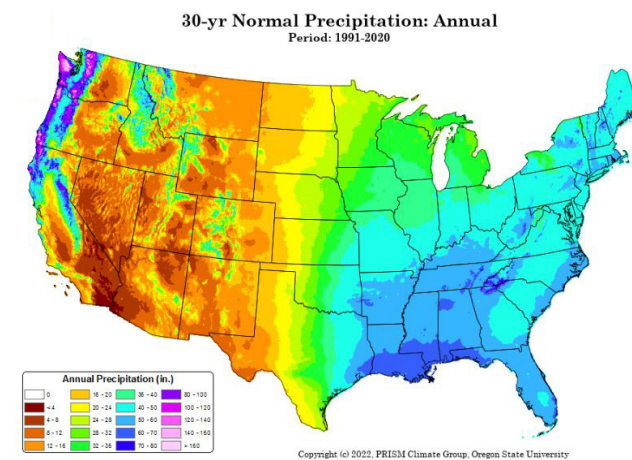 30-yr Normal Precipitation: Annual
Period: 1991-2020
Annual Precipitation (in.)
0 16 - 20 36 - 40 80 - 100
< 4 20 - 24 40 - 50 100 - 120
4 - 8 24 - 28 50 - 60 120 - 140
8 - 12 28 - 32 60 - 70 140 - 160
12 - 16 32 - 36 70 - 80 > 160
Copyright (c) 2022, PRISM Climate Group, Oregon State University